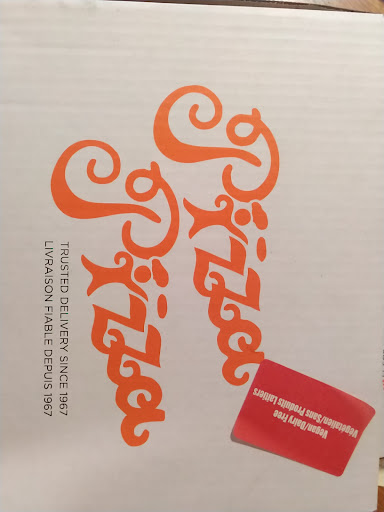 Pizza
Pizza
TRUSTED DELIVERY SINCE 1967
LIVRAISON FIABLE DEPUIS 1967
Vegan/Dairy Free
Végétalien/Sans Produits Laitiers